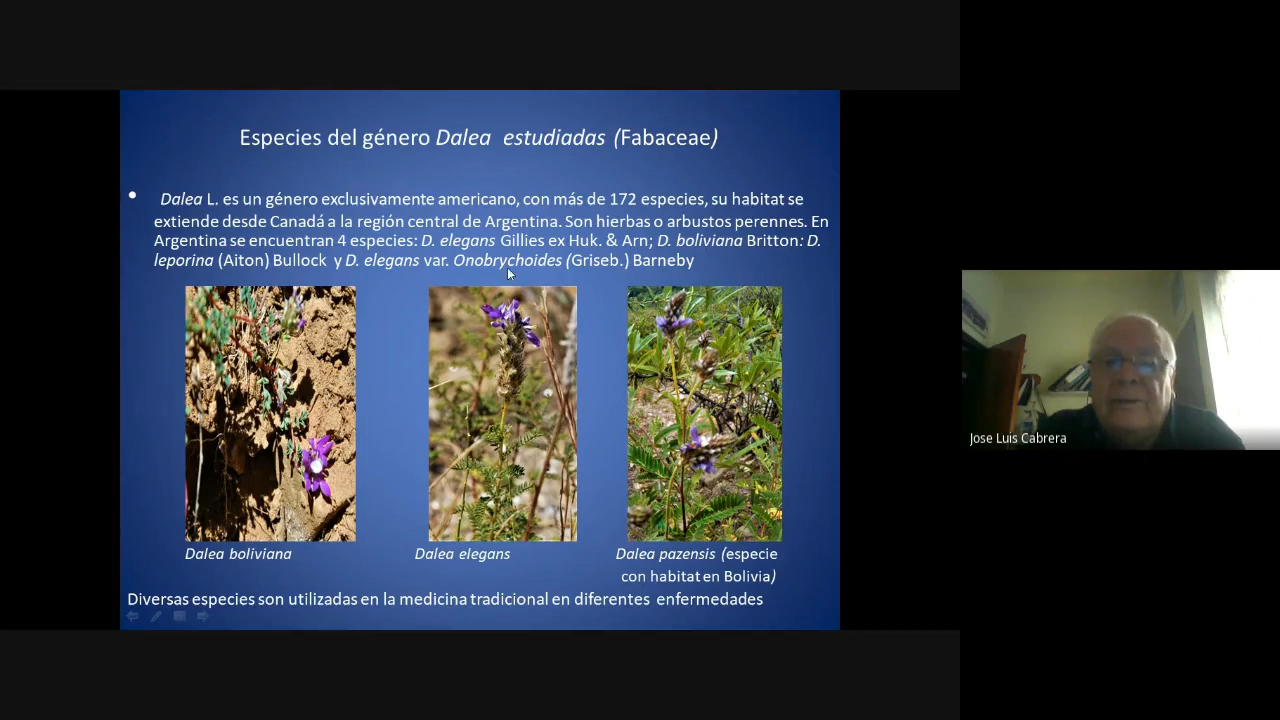 Especies del género Dalea estudiadas (Fabaceae)
• Dalea L. es un género exclusivamente americano, con más de 172 especies, su habitat se
extiende desde Canadá a la región central de Argentina. Son hierbas o arbustos perennes. En
Argentina se encuentran 4 especies: D. elegans Gillies ex Huk. & Arn; D. boliviana Britton: D.
leporina (Aiton) Bullock y D. elegans var. Onobrychoides (Griseb.) Barneby
Dalea boliviana
Dalea elegans
Dalea pazensis (especie
con habitat en Bolivia)
Diversas especies son utilizadas en la medicina tradicional en diferentes enfermedades
Jose Luis Cabrera